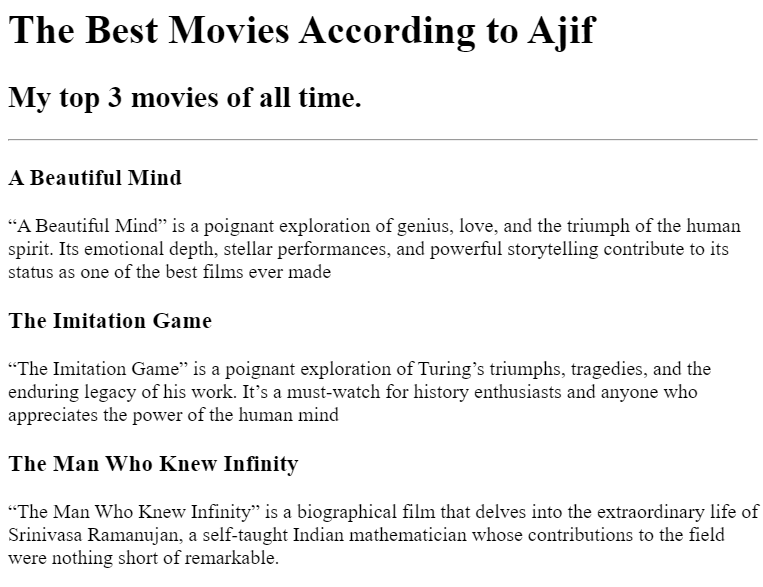 The Best Movies According to Ajif
My top 3 movies of all time.
A Beautiful Mind
“A Beautiful Mind” is a poignant exploration of genius, love, and the triumph of the human
spirit. Its emotional depth, stellar performances, and powerful storytelling contribute to its
status as one of the best films ever made
The Imitation Game
“The Imitation Game” is a poignant exploration of Turing’s triumphs, tragedies, and the
enduring legacy of his work. It’s a must-watch for history enthusiasts and anyone who
appreciates the power of the human mind
The Man Who Knew Infinity
“The Man Who Knew Infinity” is a biographical film that delves into the extraordinary life of
Srinivasa Ramanujan, a self-taught Indian mathematician whose contributions to the field
were nothing short of remarkable.